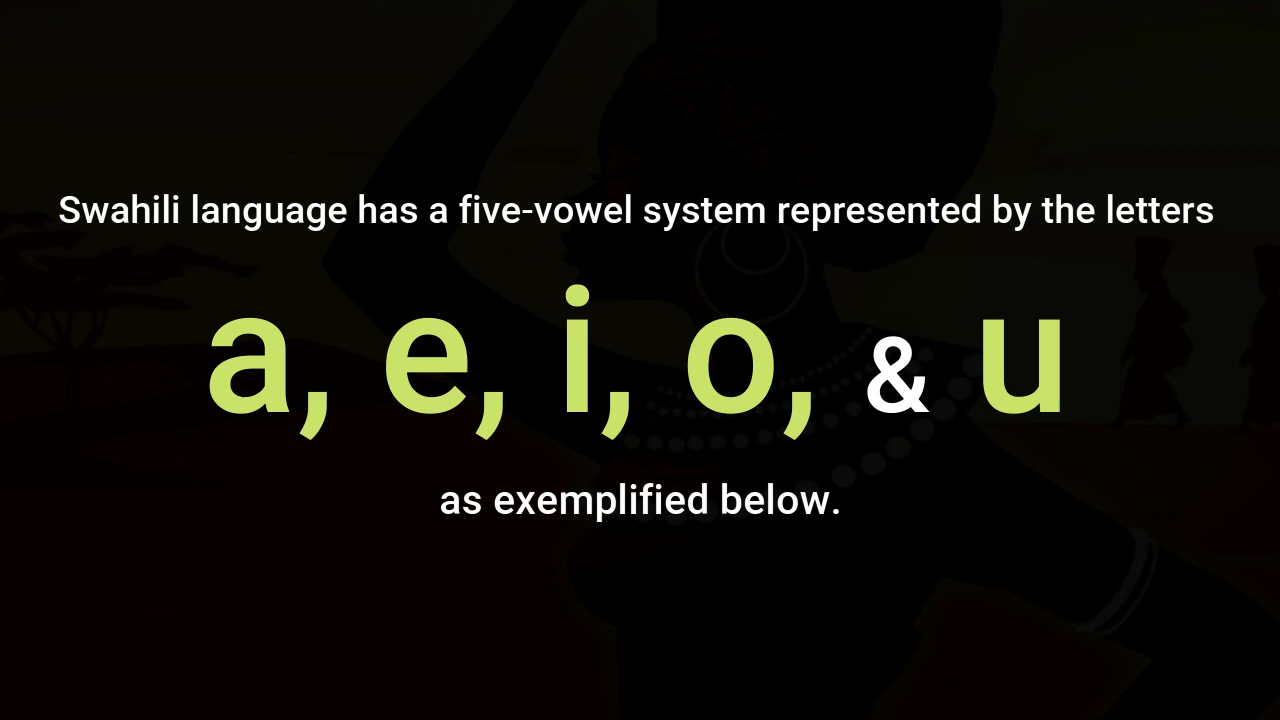 Swahili language has a five-vowel system represented by the letters
a, e, i, o, & u
as exemplified below.